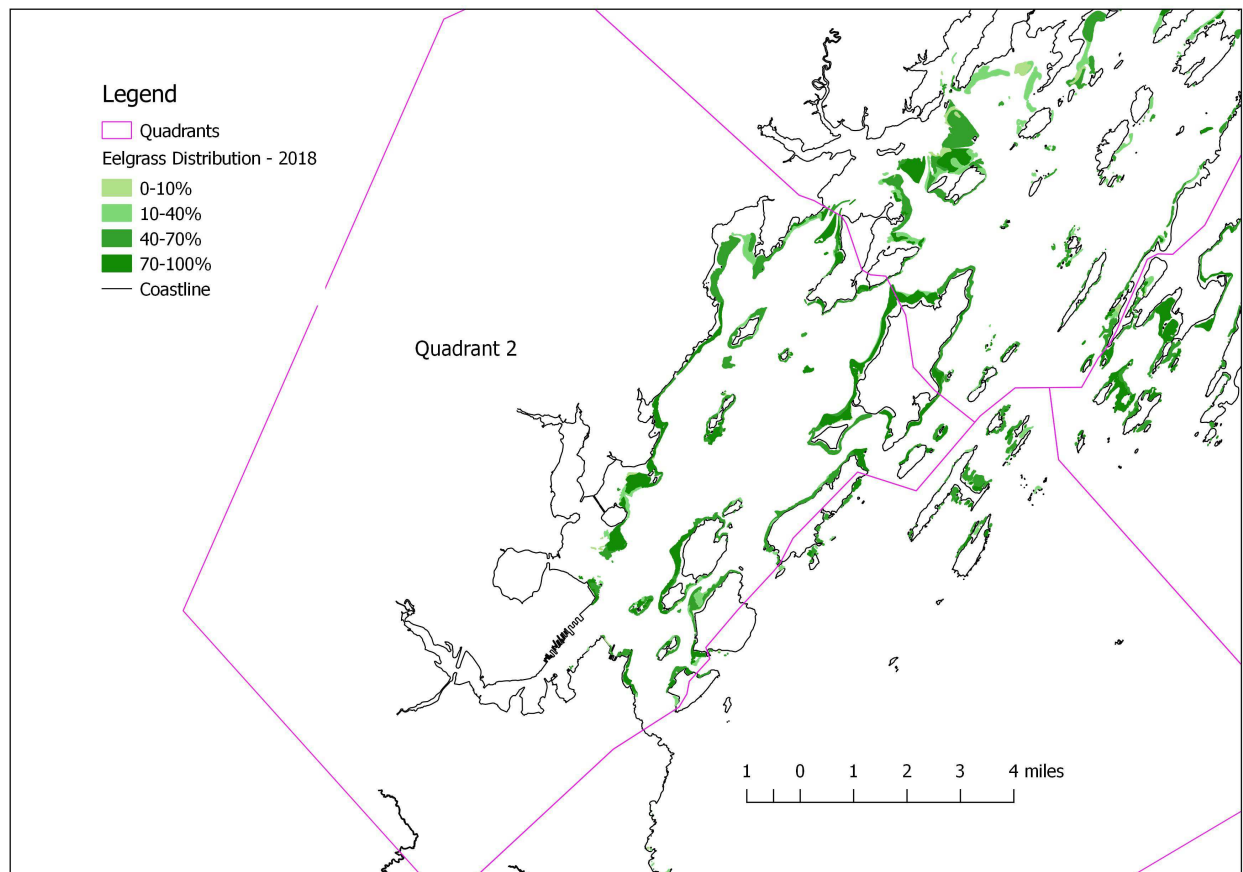 Legend
Quadrants
Eelgrass Distribution - 2018
0-10%
10-40%
40-70%
70-100%
Coastline
Quadrant 2
1 0 1 2 3 4 miles